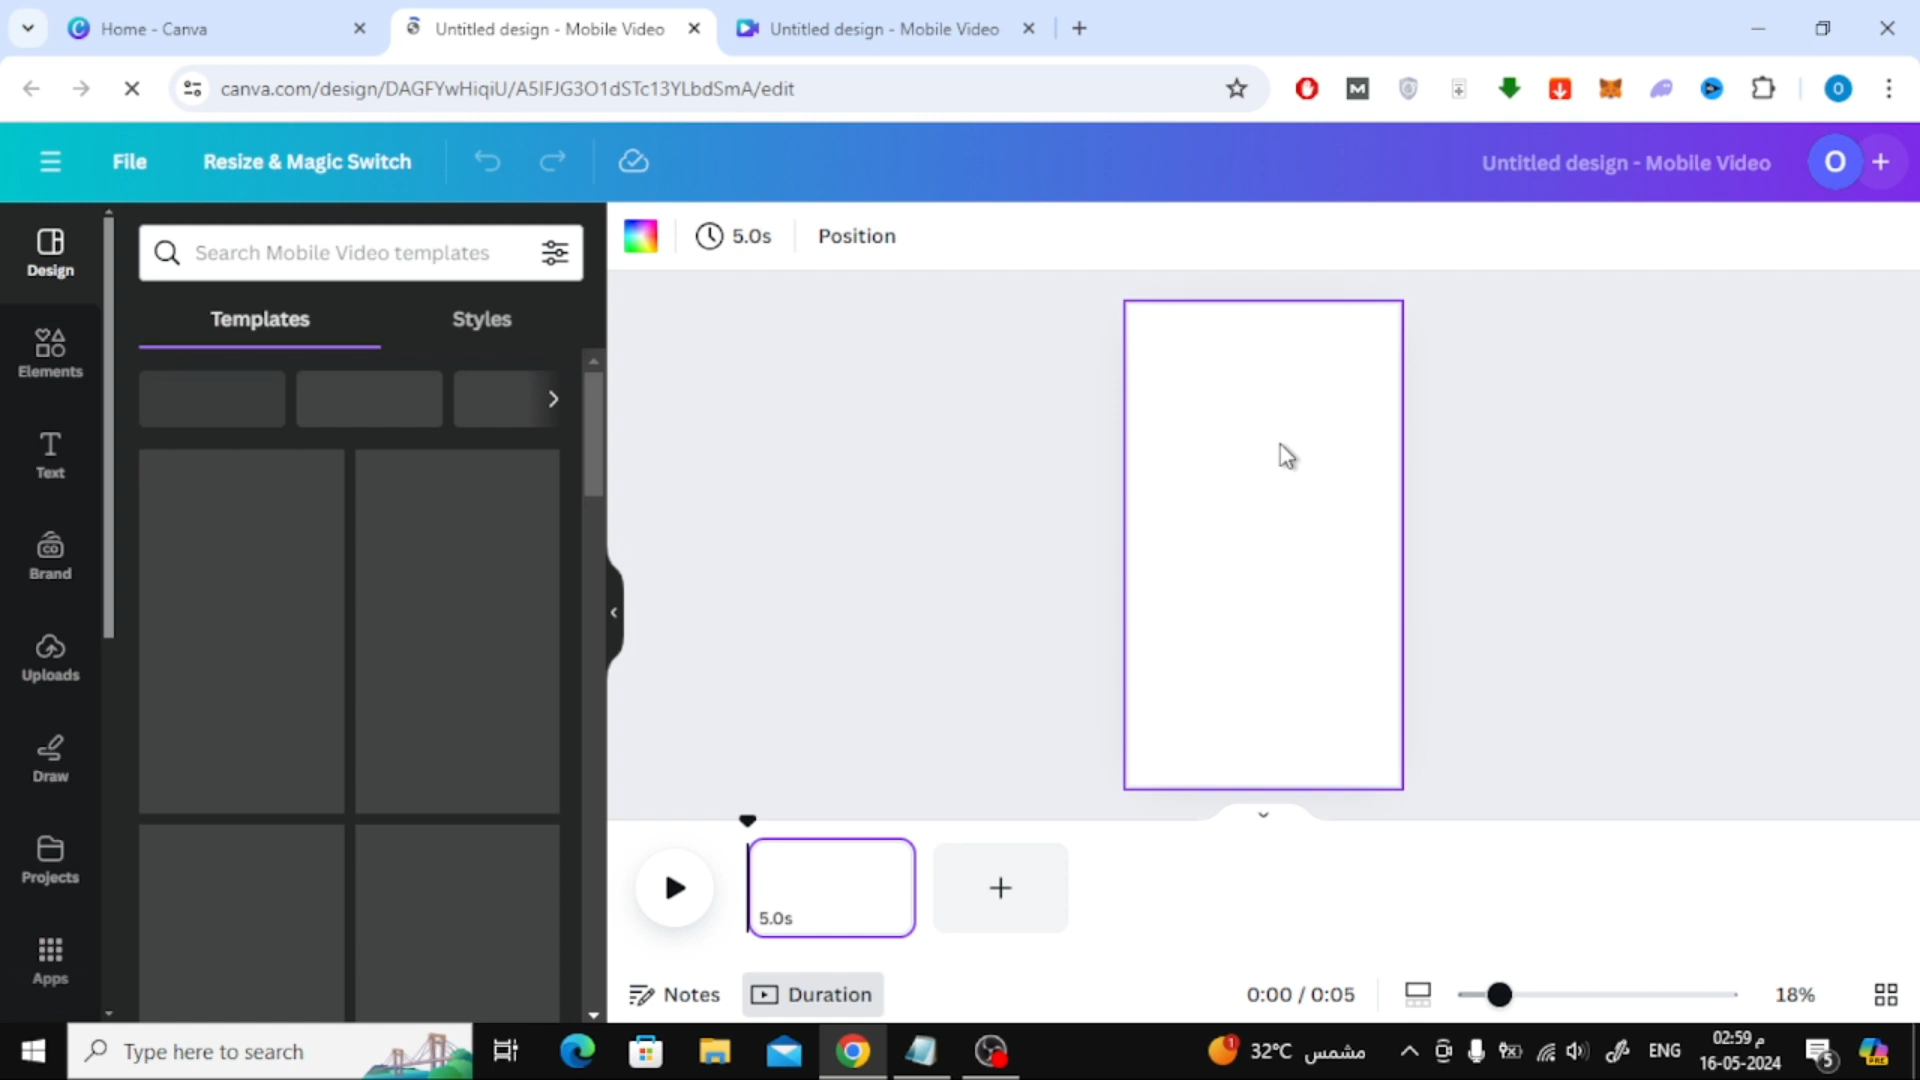 Home - Canva
Untitled design - Mobile Video
Untitled design - Mobile Video
canva.com/design/DAGFYwHiqiU/A5IFJG3O1dSTc13YLbdSmA/edit
M
O
File
Resize & Magic Switch
Untitled design - Mobile Video
O
Design
Search Mobile Video templates
5.0s
Position
Templates
Styles
Elements
Text
Brand
Uploads
Draw
Projects
Apps
5.0s
Notes
Duration
0:00 / 0:05
18%
Type here to search
1
32°C مشمس
ENG
02:59 م
16-05-2024
5
PRE